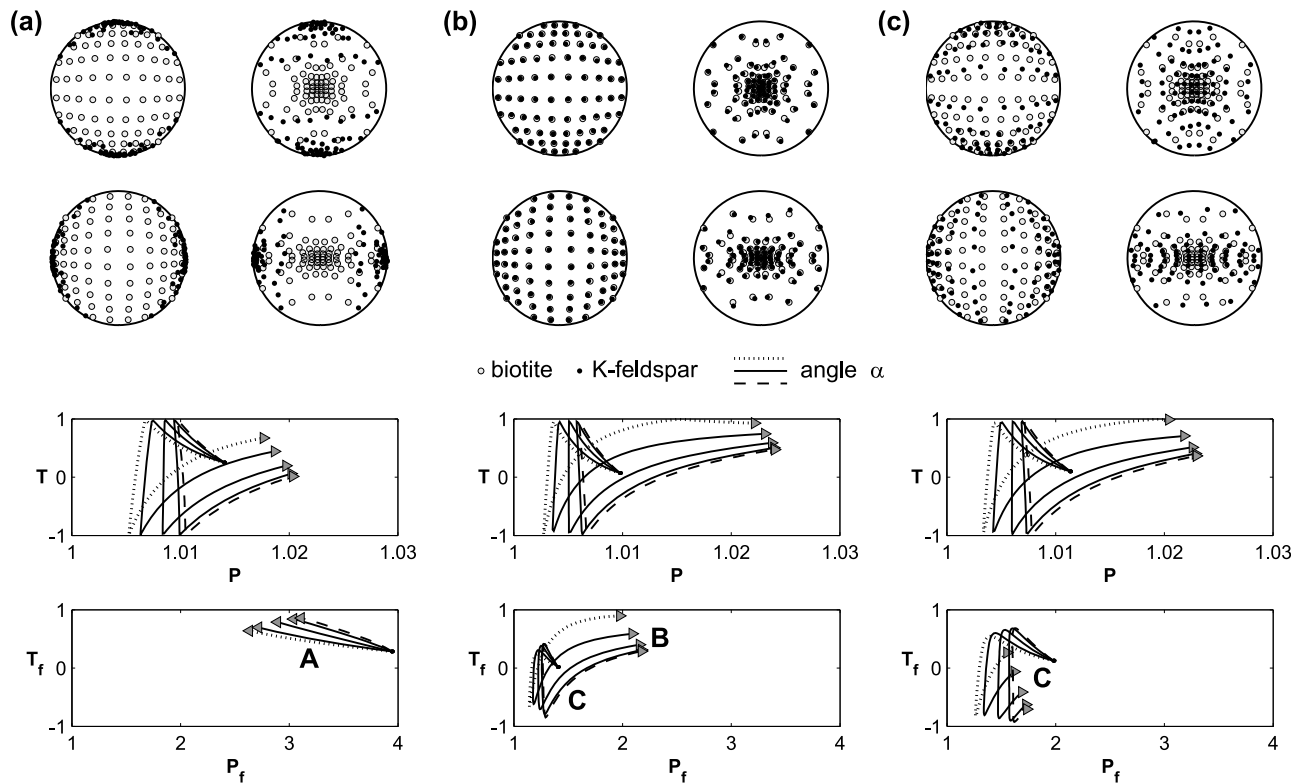 (a) (b) (c)
biotite K-feldspar angle α
1 1 1
T 0 T 0 T 0
-1 -1 -1
1 1.01 1.02 1.03 1 1.01 1.02 1.03 1 1.01 1.02 1.03
P P P
1 1 1
Tf 0 A Tf 0 B C Tf 0 C
-1 -1 -1
1 2 3 4 1 2 3 4 1 2 3 4
Pf Pf Pf